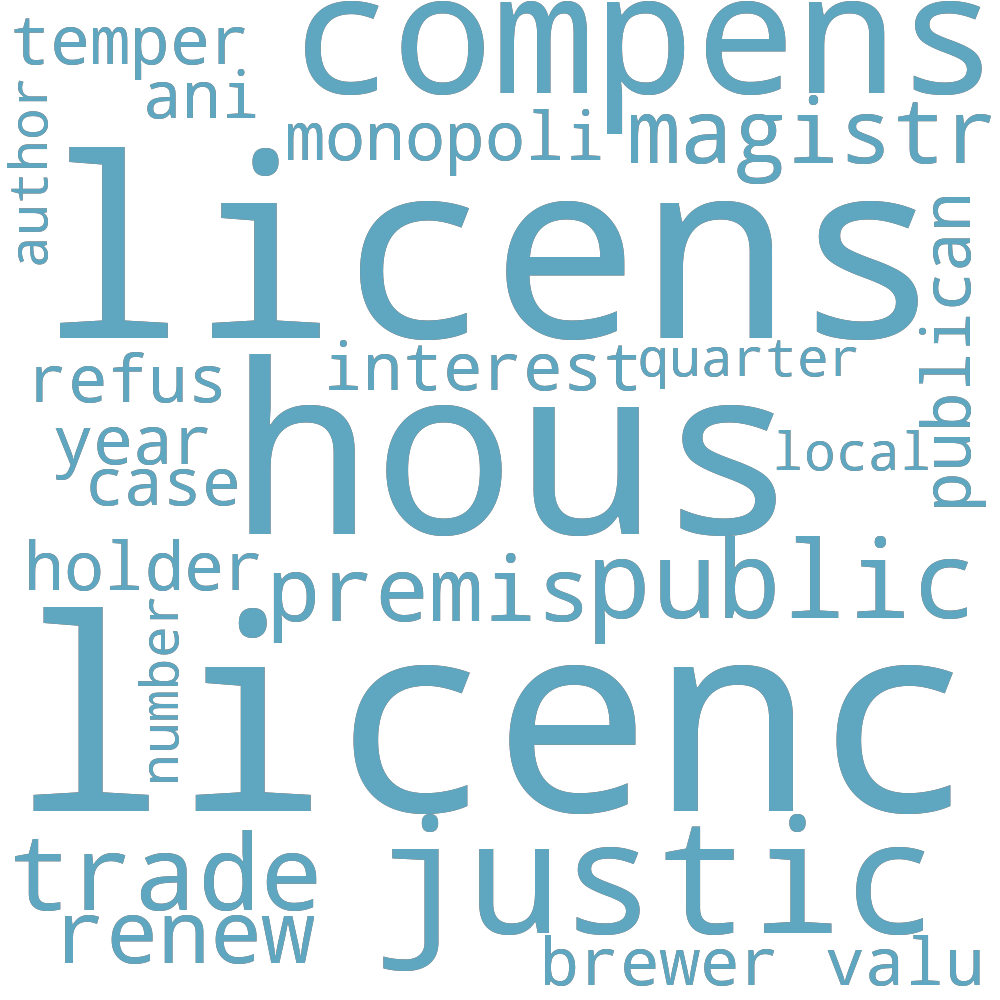 compens
temper
ani
author
monopoli
magistr
licens
publican
interest
quarter
refus
hous
year
local
case
holder
premis
public
number
licenc
trade
justic
renew
brewer
valu